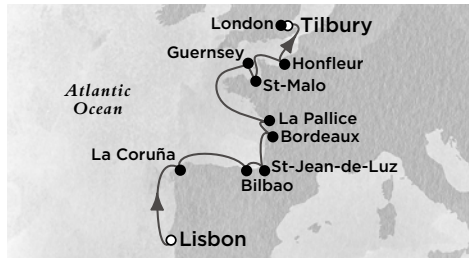 London
Tilbury
Guernsey
Honfleur
St-Malo
Atlantic
Ocean
La Pallice
Bordeaux
La Coruña
St-Jean-de-Luz
Bilbao
Lisbon